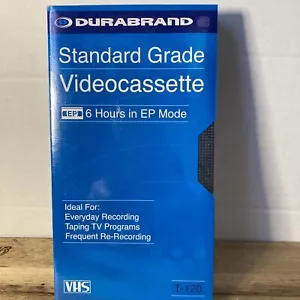 DURABRAND
Standard Grade
Videocassette
EP 6 Hours in EP Mode
Ideal For:
Everyday Recording
Taping TV Programs
Frequent Re-Recording
VHS T-120